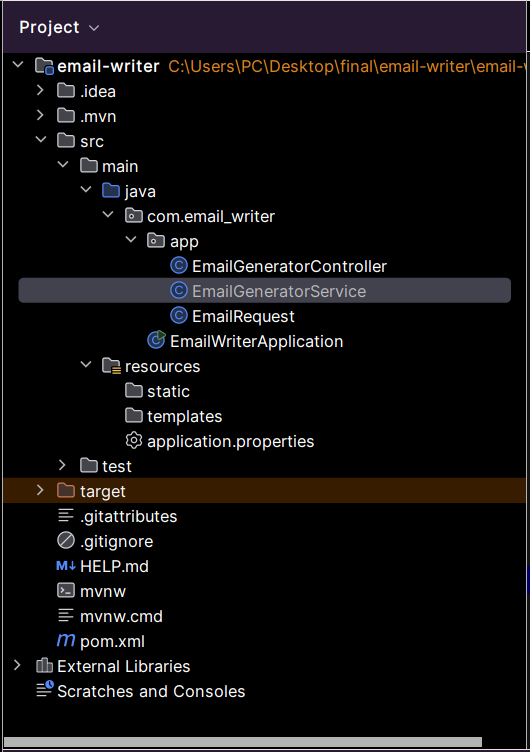 Project
email-writer C:\Users\PC\Desktop\final\email-writer\email-
.idea
.mvn
src
main
java
com.email_writer
app
EmailGeneratorController
EmailGeneratorService
EmailRequest
EmailWriterApplication
resources
static
templates
application.properties
test
target
.gitattributes
.gitignore
M↓ HELP.md
mvnw
mvnw.cmd
m pom.xml
External Libraries
Scratches and Consoles